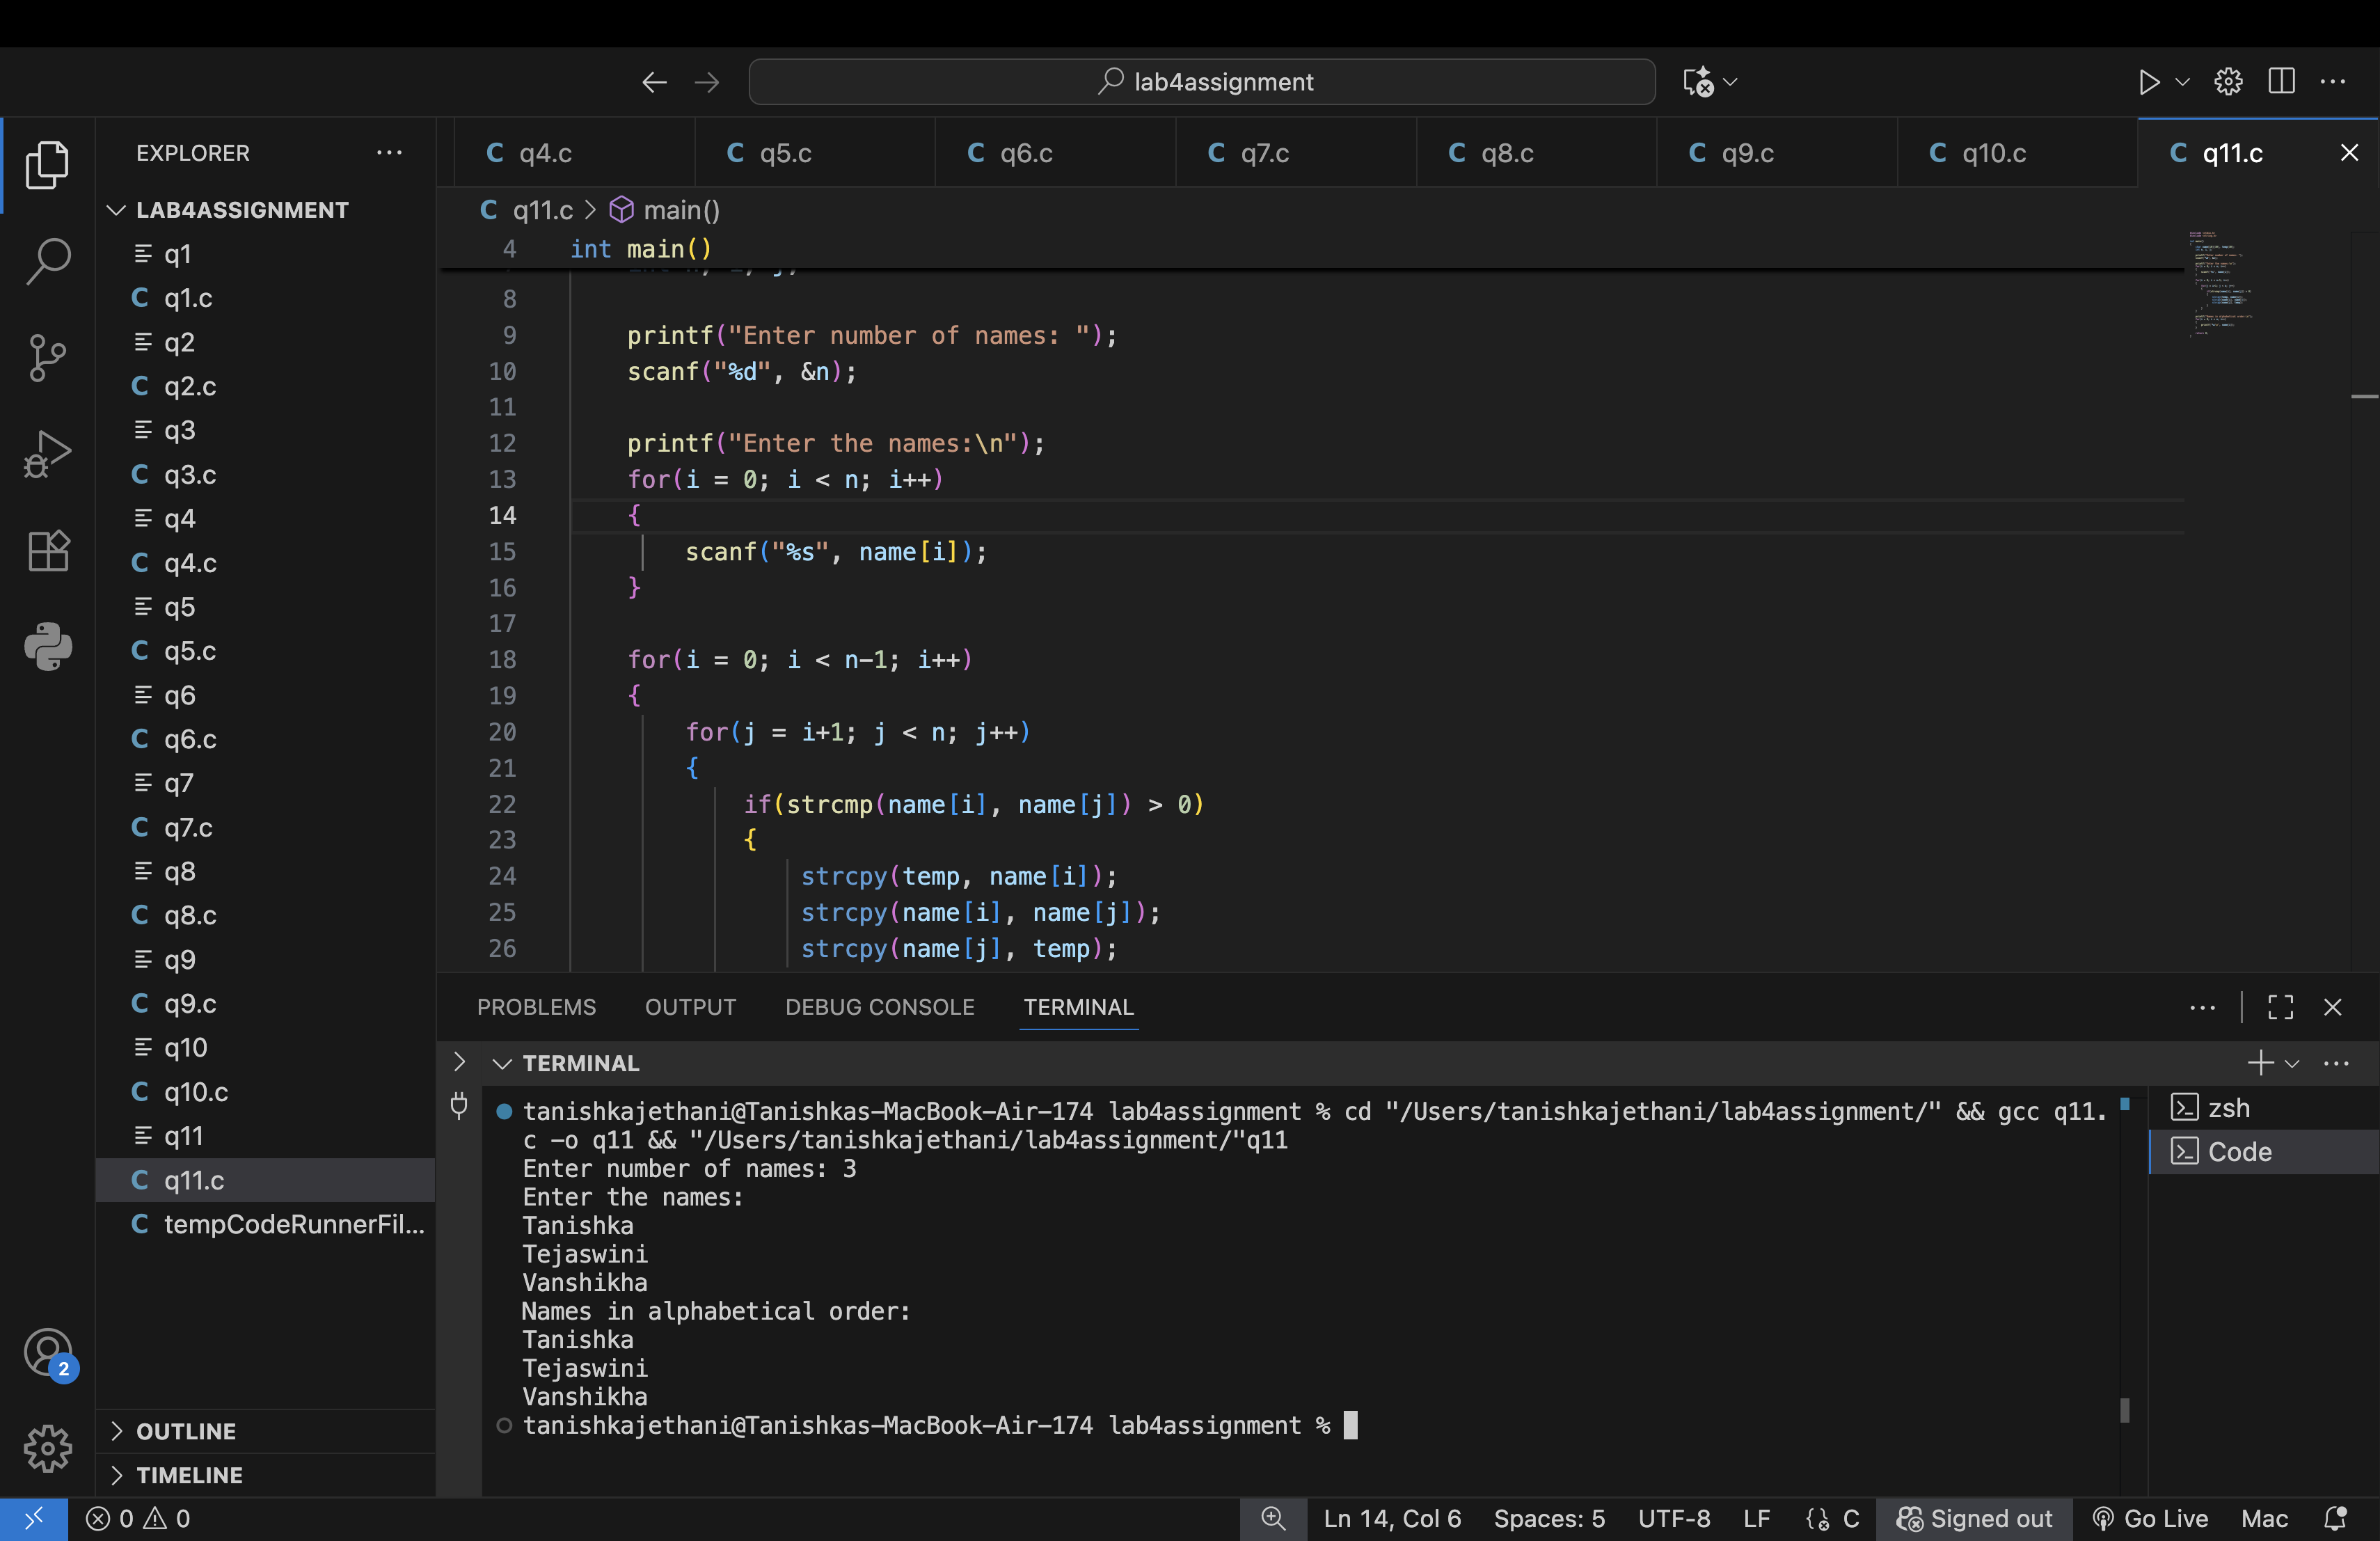 lab4assignment
EXPLORER
LAB4ASSIGNMENT
q1
C q1.c
q2
C q2.c
q3
C q3.c
q4
C q4.c
q5
C q5.c
q6
C q6.c
q7
C q7.c
q8
C q8.c
q9
C q9.c
q10
C q10.c
q11
C q11.c
C tempCodeRunnerFil...
OUTLINE
TIMELINE
C q4.c C q5.c C q6.c C q7.c C q8.c C q9.c C q10.c C q11.c
C q11.c > main()
4 int main()
8
9 printf("Enter number of names: ");
10 scanf("%d", &n);
11
12 printf("Enter the names:\n");
13 for(i = 0; i < n; i++)
14 {
15 scanf("%s", name[i]);
16 }
17
18 for(i = 0; i < n-1; i++)
19 {
20 for(j = i+1; j < n; j++)
21 {
22 if(strcmp(name[i], name[j]) > 0)
23 {
24 strcpy(temp, name[i]);
25 strcpy(name[i], name[j]);
26 strcpy(name[j], temp);
PROBLEMS OUTPUT DEBUG CONSOLE TERMINAL
TERMINAL
tanishkajethani@Tanishkas-MacBook-Air-174 lab4assignment % cd "/Users/tanishkajethani/lab4assignment/" && gcc q11.
c -o q11 && "/Users/tanishkajethani/lab4assignment/"q11
Enter number of names: 3
Enter the names:
Tanishka
Tejaswini
Vanshikha
Names in alphabetical order:
Tanishka
Tejaswini
Vanshikha
tanishkajethani@Tanishkas-MacBook-Air-174 lab4assignment %
zsh
Code
2
0 0
Ln 14, Col 6 Spaces: 5 UTF-8 LF C Signed out Go Live Mac